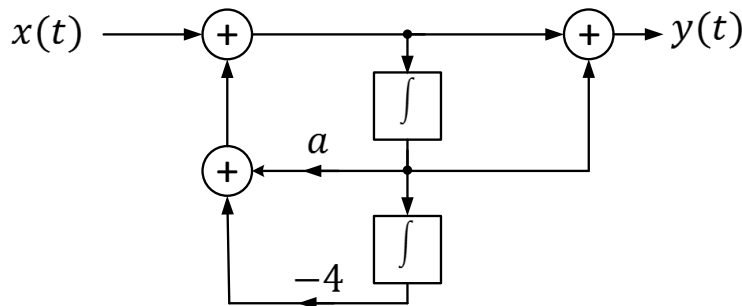 x(t) + + y(t)
∫
+ a
∫
−4